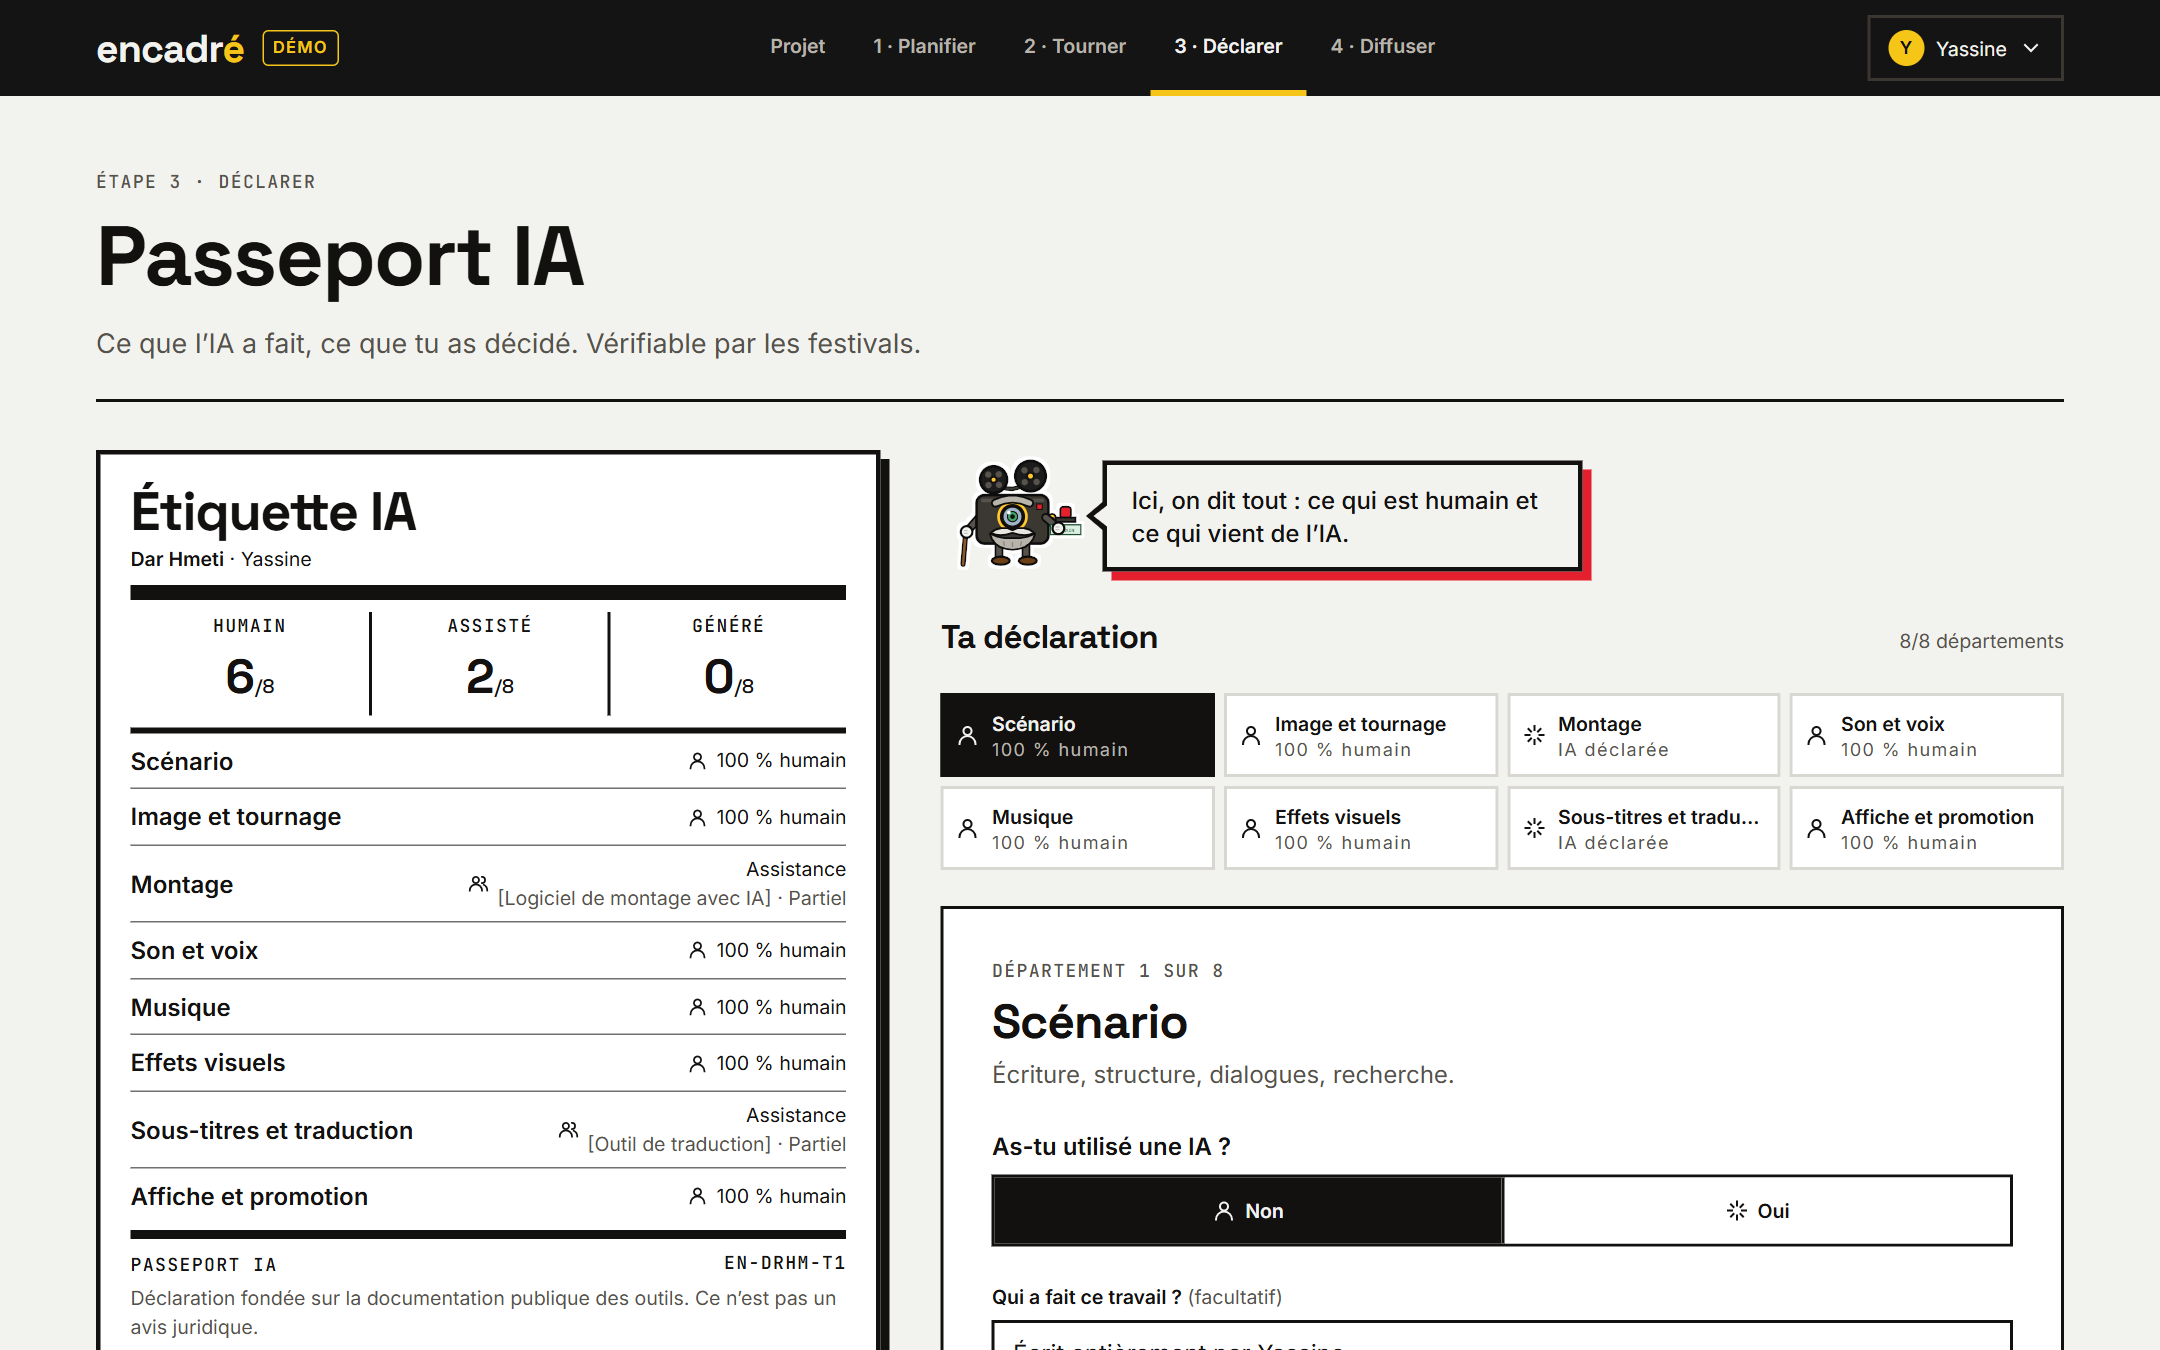 encadré DÉMO
Projet
1 · Planifier
2 · Tourner
3 · Déclarer
4 · Diffuser
Y Yassine
ÉTAPE 3 · DÉCLARER
Passeport IA
Ce que l’IA a fait, ce que tu as décidé. Vérifiable par les festivals.
Étiquette IA
Dar Hmeti · Yassine
HUMAIN
6/8
ASSISTÉ
2/8
GÉNÉRÉ
0/8
Scénario 100 % humain
Image et tournage 100 % humain
Montage Assistance
[Logiciel de montage avec IA] · Partiel
Son et voix 100 % humain
Musique 100 % humain
Effets visuels 100 % humain
Sous-titres et traduction Assistance
[Outil de traduction] · Partiel
Affiche et promotion 100 % humain
PASSEPORT IA EN-DRHM-T1
Déclaration fondée sur la documentation publique des outils. Ce n’est pas un
avis juridique.
Ici, on dit tout : ce qui est humain et
ce qui vient de l’IA.
Ta déclaration 8/8 départements
Scénario
100 % humain
Image et tournage
100 % humain
Montage
IA déclarée
Son et voix
100 % humain
Musique
100 % humain
Effets visuels
100 % humain
Sous-titres et tradu...
IA déclarée
Affiche et promotion
100 % humain
DÉPARTEMENT 1 SUR 8
Scénario
Écriture, structure, dialogues, recherche.
As-tu utilisé une IA ?
Non
Oui
Qui a fait ce travail ? (facultatif)
Écrit entièrement par Yassine